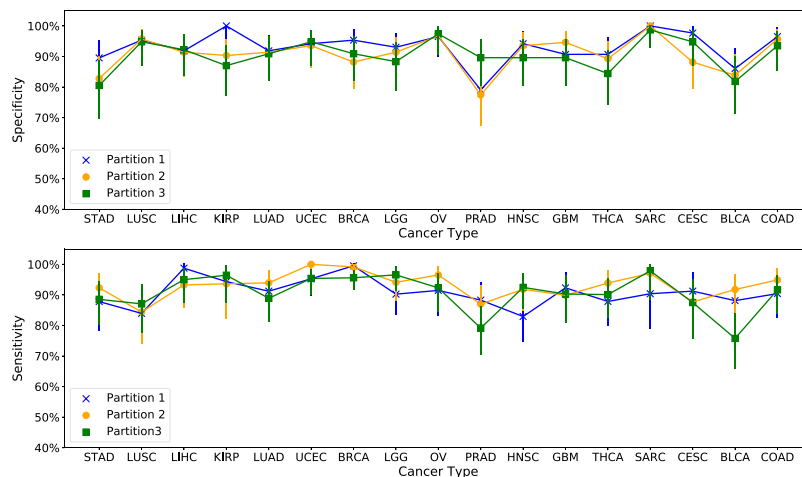 100%
90%
80%
70%
60%
50%
40%
Specificity
Partition 1
Partition 2
Partition 3
STAD LUSC LIHC KIRP LUAD UCEC BRCA LGG OV PRAD HNSC GBM THCA SARC CESC BLCA COAD
Cancer Type
100%
90%
80%
70%
60%
50%
40%
Sensitivity
Partition 1
Partition 2
Partition3
STAD LUSC LIHC KIRP LUAD UCEC BRCA LGG OV PRAD HNSC GBM THCA SARC CESC BLCA COAD
Cancer Type